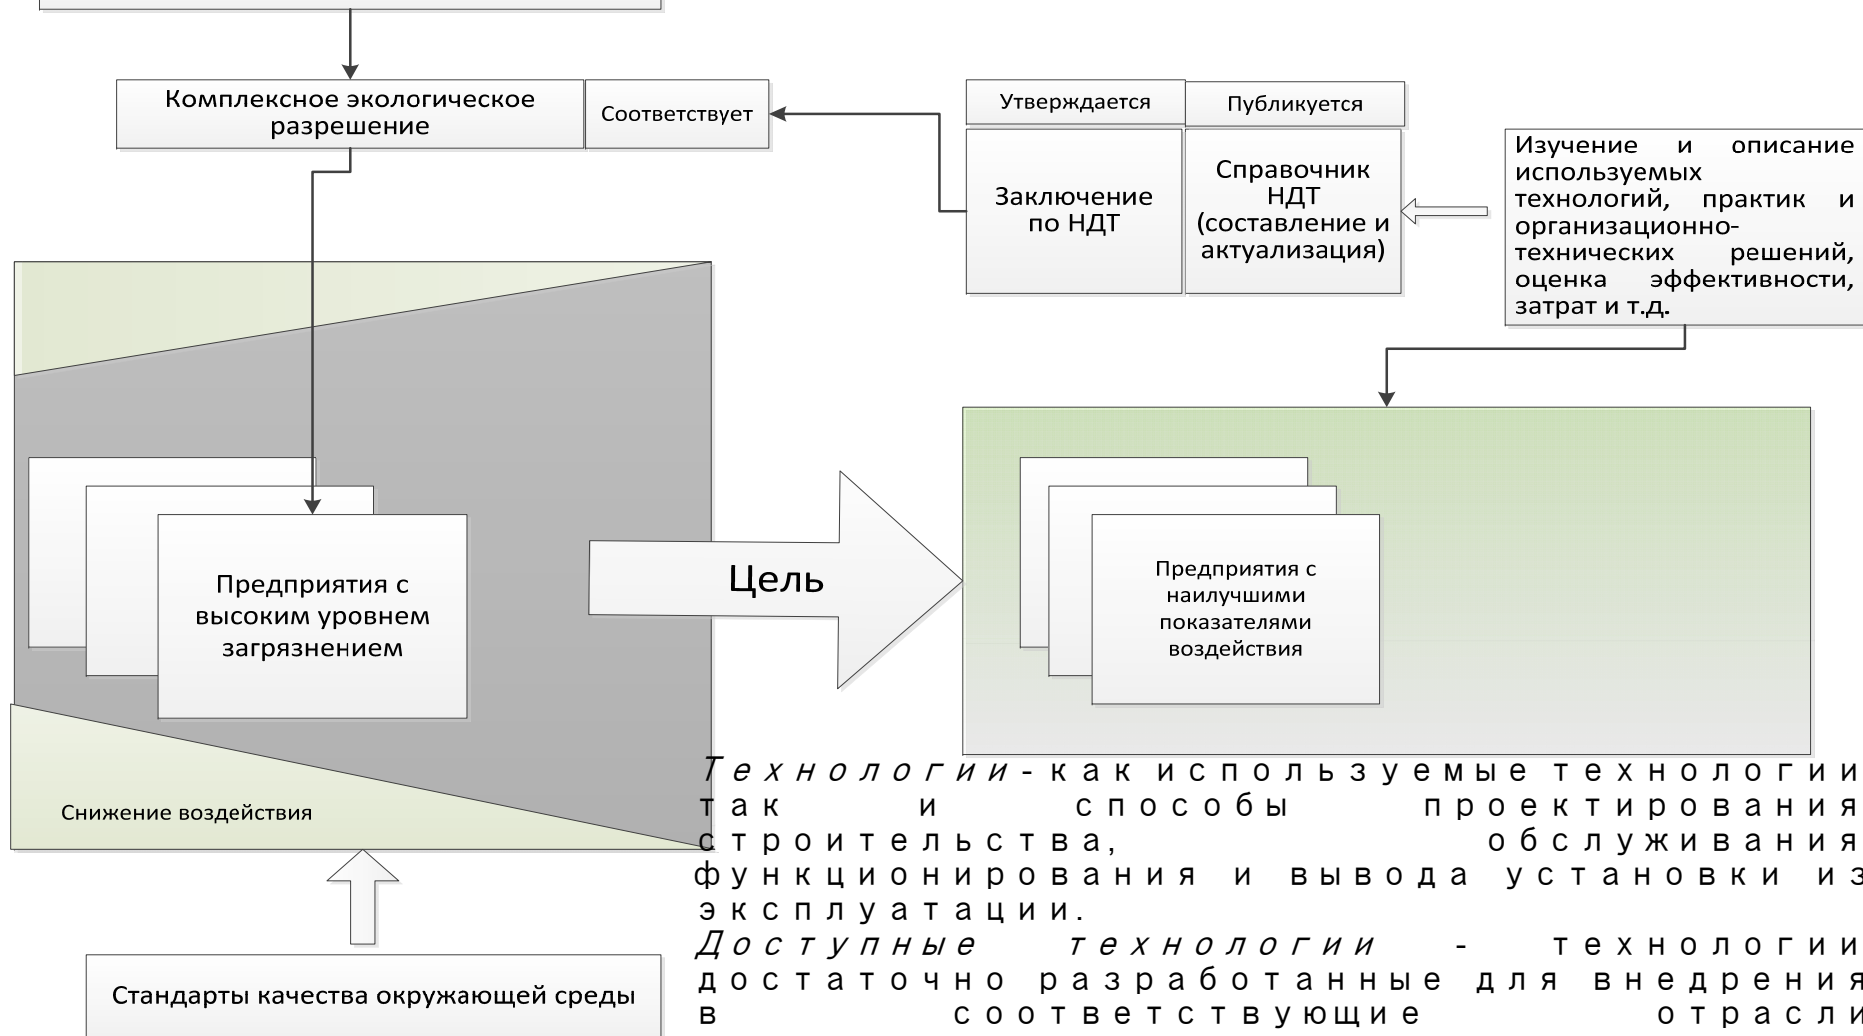 Комплексное экологическое
разрешение
Соответствует
Утверждается
Публикуется
Заключение
по НДТ
Справочник
НДТ
(составление и
актуализация)
Изучение и описание
используемых
технологий, практик и
организационно-
технических решений,
оценка эффективности,
затрат и т.д.
Предприятия с
высоким уровнем
загрязнением
Цель
Предприятия с
наилучшими
показателями
воздействия
Снижение воздействия
Стандарты качества окружающей среды
Технологии- как используемые технологии
так и способы проектирования
строительства, обслуживания
функционирования и вывода установки из
эксплуатации.
Доступные технологии - технологии
достаточно разработанные для внедрения
в соответствующие отрасли